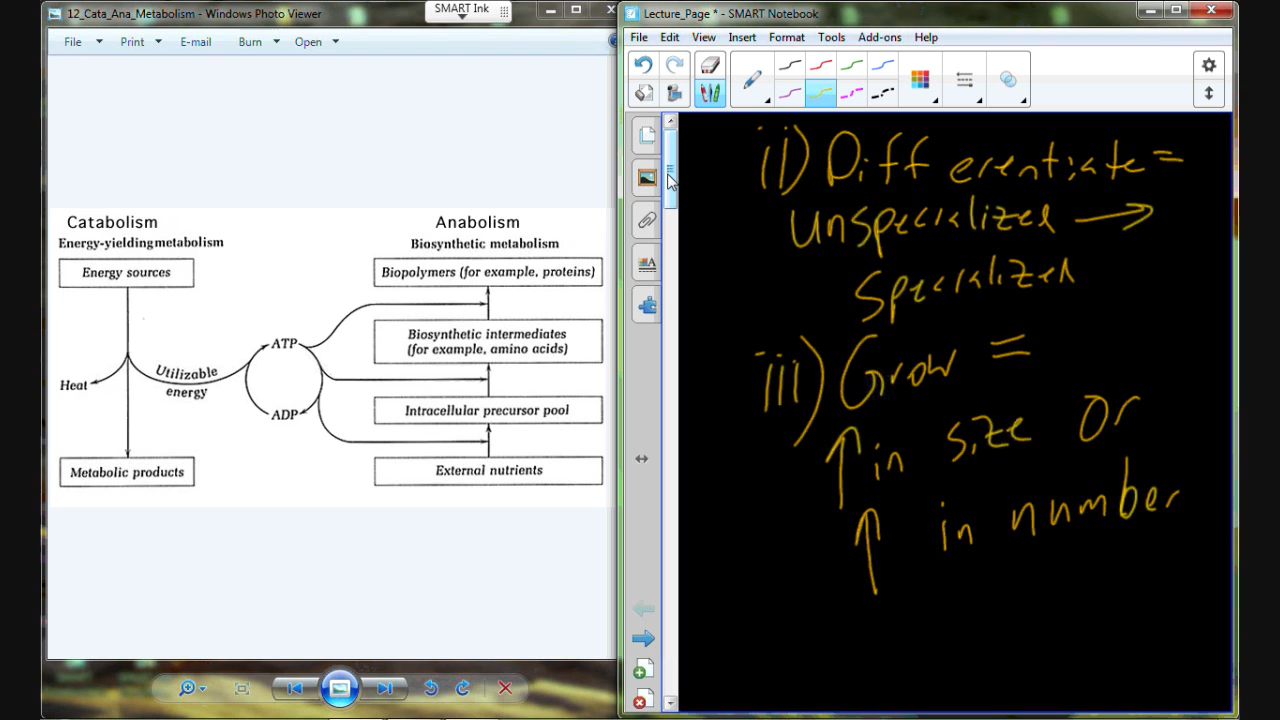 12_Cata_Ana_Metabolism - Windows Photo Viewer
SMART Ink
File Print E-mail Burn Open
Catabolism
Energy-yielding metabolism
Energy sources
Heat
Utilizable
energy
ATP
ADP
Metabolic products
Anabolism
Biosynthetic metabolism
Biopolymers (for example, proteins)
Biosynthetic intermediates
(for example, amino acids)
Intracellular precursor pool
External nutrients
Lecture_Page * - SMART Notebook
File Edit View Insert Format Tools Add-ons Help
ii) Differentiate =
unspecialized →
specialized
iii) Grow =
↑ in size or
↑ in number